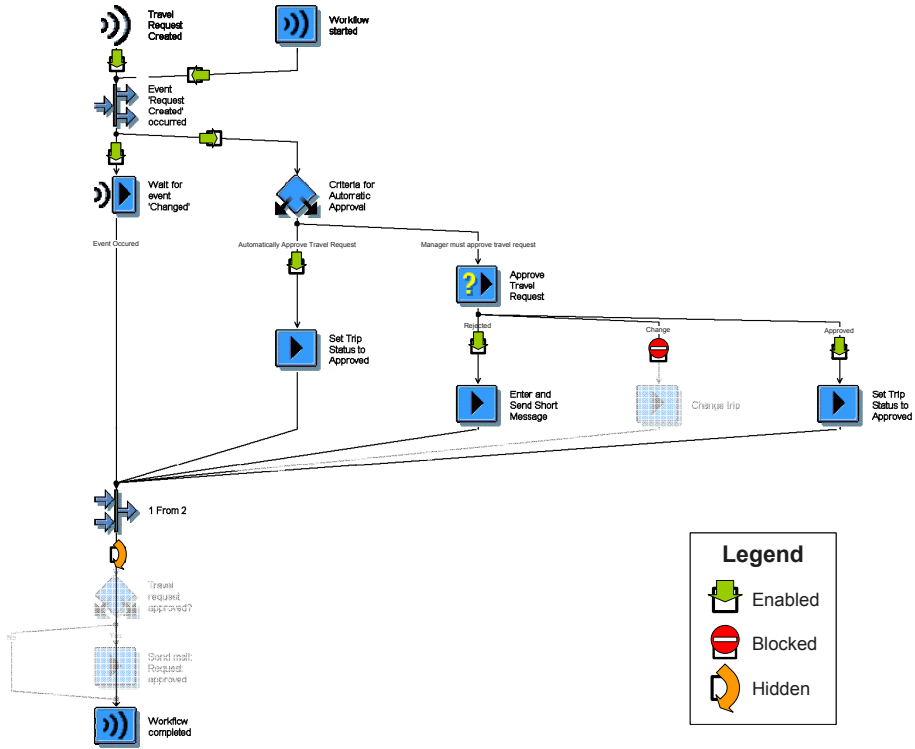 Travel
Request
Created
Workflow
started
Event
'Request
Created'
occurred
Wait for
event
'Changed'
Criteria for
Automatic
Approval
Event Occured
Automatically Approve Travel Request
Manager must approve travel request
Approve
Travel
Request
Set Trip
Status to
Approved
Rejected
Change
Approved
Enter and
Send Short
Message
Change trip
Set Trip
Status to
Approved
1 From 2
Travel
request
approved?
No
Yes
Send mail:
Request
approved
Workflow
completed
Legend
Enabled
Blocked
Hidden